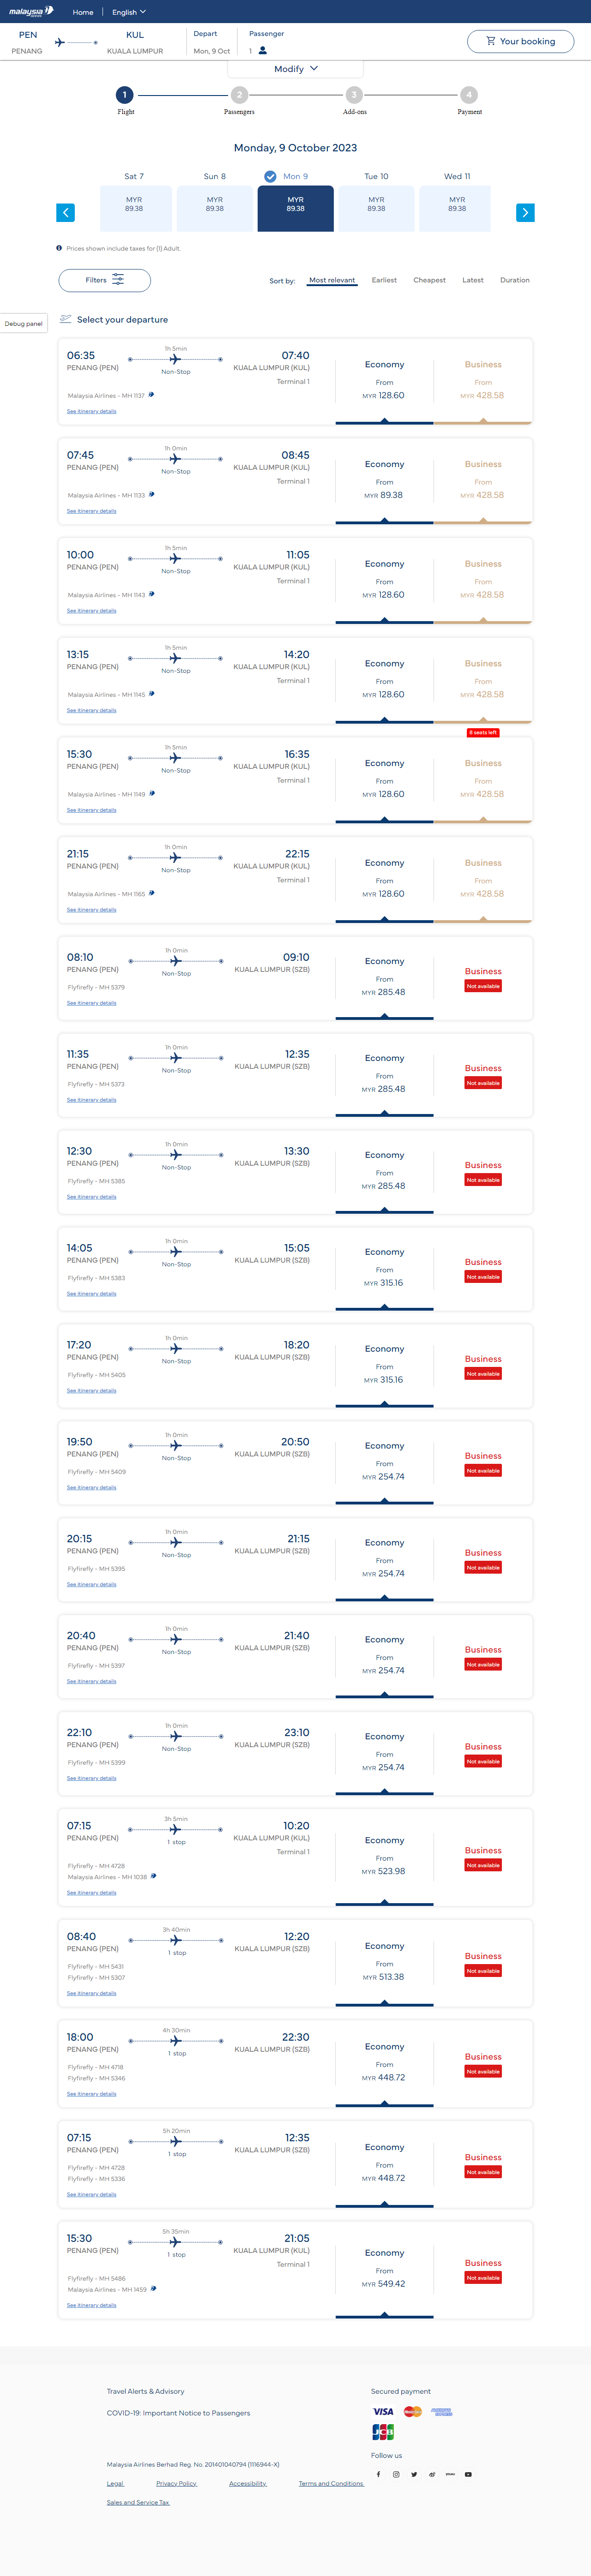 malaysia airlines
Home
English
PEN
PENANG
KUL
KUALA LUMPUR
Depart
Mon, 9 Oct
Passenger
1
Your booking
Modify
1 2 3 4
Flight Passengers Add-ons Payment
Monday, 9 October 2023
Sat 7 Sun 8 Mon 9 Tue 10 Wed 11
MYR MYR MYR MYR MYR
89.38 89.38 89.38 89.38 89.38
Prices shown include taxes for (1) Adult.
Filters
Sort by: Most relevant Earliest Cheapest Latest Duration
Debug panel
Select your departure
06:35 1h 5min 07:40
PENANG (PEN) Non-Stop KUALA LUMPUR (KUL)
Terminal 1
Malaysia Airlines - MH 1137
See itinerary details
Economy Business
From From
MYR 128.60 MYR 428.58
07:45 1h 0min 08:45
PENANG (PEN) Non-Stop KUALA LUMPUR (KUL)
Terminal 1
Malaysia Airlines - MH 1133
See itinerary details
Economy Business
From From
MYR 89.38 MYR 428.58
10:00 1h 5min 11:05
PENANG (PEN) Non-Stop KUALA LUMPUR (KUL)
Terminal 1
Malaysia Airlines - MH 1143
See itinerary details
Economy Business
From From
MYR 128.60 MYR 428.58
13:15 1h 5min 14:20
PENANG (PEN) Non-Stop KUALA LUMPUR (KUL)
Terminal 1
Malaysia Airlines - MH 1145
See itinerary details
Economy Business
From From
MYR 128.60 MYR 428.58
8 seats left
15:30 1h 5min 16:35
PENANG (PEN) Non-Stop KUALA LUMPUR (KUL)
Terminal 1
Malaysia Airlines - MH 1149
See itinerary details
Economy Business
From From
MYR 128.60 MYR 428.58
21:15 1h 0min 22:15
PENANG (PEN) Non-Stop KUALA LUMPUR (KUL)
Terminal 1
Malaysia Airlines - MH 1165
See itinerary details
Economy Business
From From
MYR 128.60 MYR 428.58
08:10 1h 0min 09:10
PENANG (PEN) Non-Stop KUALA LUMPUR (SZB)
Flyfirefly - MH 5379
See itinerary details
Economy Business
From Not available
MYR 285.48
11:35 1h 0min 12:35
PENANG (PEN) Non-Stop KUALA LUMPUR (SZB)
Flyfirefly - MH 5373
See itinerary details
Economy Business
From Not available
MYR 285.48
12:30 1h 0min 13:30
PENANG (PEN) Non-Stop KUALA LUMPUR (SZB)
Flyfirefly - MH 5385
See itinerary details
Economy Business
From Not available
MYR 285.48
14:05 1h 0min 15:05
PENANG (PEN) Non-Stop KUALA LUMPUR (SZB)
Flyfirefly - MH 5383
See itinerary details
Economy Business
From Not available
MYR 315.16
17:20 1h 0min 18:20
PENANG (PEN) Non-Stop KUALA LUMPUR (SZB)
Flyfirefly - MH 5405
See itinerary details
Economy Business
From Not available
MYR 315.16
19:50 1h 0min 20:50
PENANG (PEN) Non-Stop KUALA LUMPUR (SZB)
Flyfirefly - MH 5409
See itinerary details
Economy Business
From Not available
MYR 254.74
20:15 1h 0min 21:15
PENANG (PEN) Non-Stop KUALA LUMPUR (SZB)
Flyfirefly - MH 5395
See itinerary details
Economy Business
From Not available
MYR 254.74
20:40 1h 0min 21:40
PENANG (PEN) Non-Stop KUALA LUMPUR (SZB)
Flyfirefly - MH 5397
See itinerary details
Economy Business
From Not available
MYR 254.74
22:10 1h 0min 23:10
PENANG (PEN) Non-Stop KUALA LUMPUR (SZB)
Flyfirefly - MH 5399
See itinerary details
Economy Business
From Not available
MYR 254.74
07:15 3h 5min 10:20
PENANG (PEN) 1 stop KUALA LUMPUR (KUL)
Terminal 1
Flyfirefly - MH 4728
Malaysia Airlines - MH 1038
See itinerary details
Economy Business
From Not available
MYR 523.98
08:40 3h 40min 12:20
PENANG (PEN) 1 stop KUALA LUMPUR (SZB)
Flyfirefly - MH 5431
Flyfirefly - MH 5307
See itinerary details
Economy Business
From Not available
MYR 513.38
18:00 4h 30min 22:30
PENANG (PEN) 1 stop KUALA LUMPUR (SZB)
Flyfirefly - MH 4718
Flyfirefly - MH 5346
See itinerary details
Economy Business
From Not available
MYR 448.72
07:15 5h 20min 12:35
PENANG (PEN) 1 stop KUALA LUMPUR (SZB)
Flyfirefly - MH 4728
Flyfirefly - MH 5336
See itinerary details
Economy Business
From Not available
MYR 448.72
15:30 5h 35min 21:05
PENANG (PEN) 1 stop KUALA LUMPUR (KUL)
Terminal 1
Flyfirefly - MH 5486
Malaysia Airlines - MH 1459
See itinerary details
Economy Business
From Not available
MYR 549.42
Travel Alerts & Advisory
COVID-19: Important Notice to Passengers
Secured payment
VISA
JCB
Follow us
Malaysia Airlines Berhad Reg. No. 201401040794 (1116944-X)
Legal Privacy Policy Accessibility Terms and Conditions
Sales and Service Tax